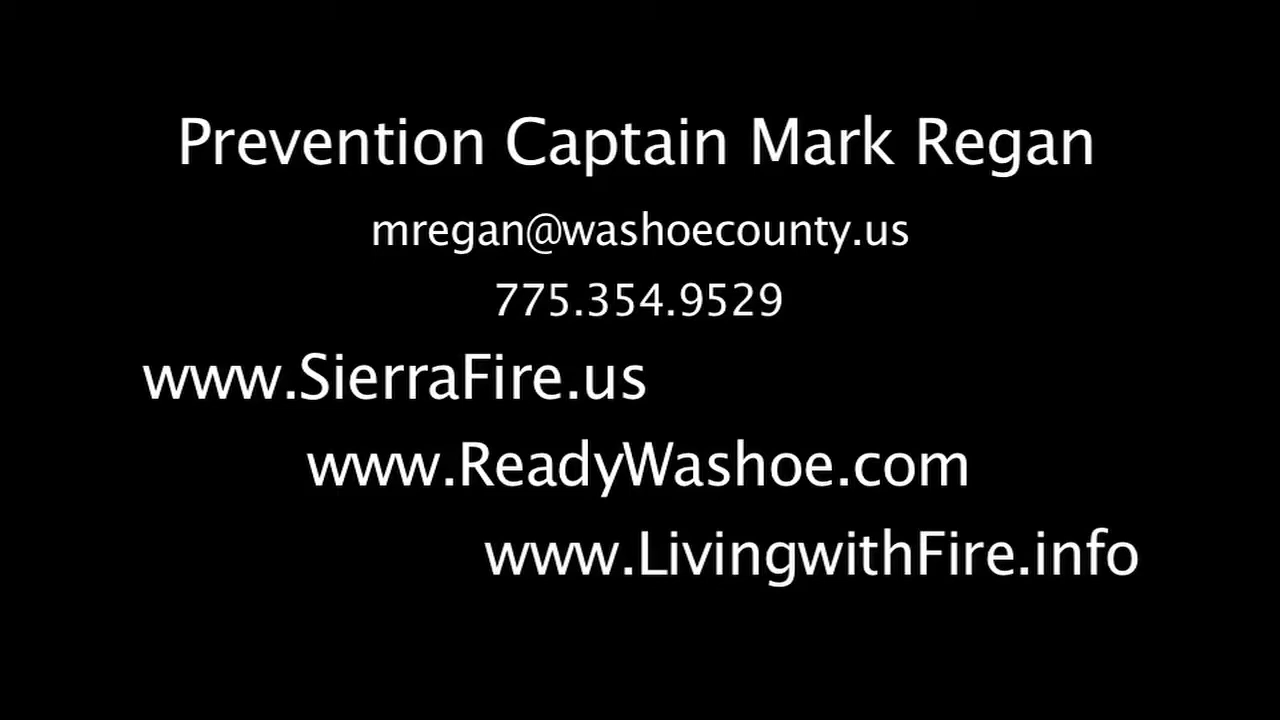 Prevention Captain Mark Regan
mregan@washoecounty.us
775.354.9529
www.SierraFire.us
www.ReadyWashoe.com
www.LivingwithFire.info